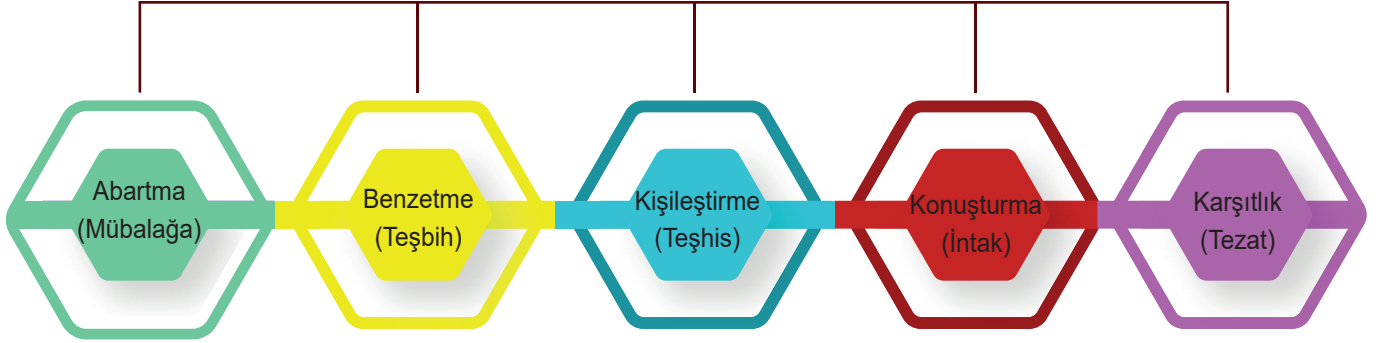 Abartma
(Mübalağa)
Benzetme
(Teşbih)
Kişileştirme
(Teşhis)
Konuşturma
(İntak)
Karşıtlık
(Tezat)